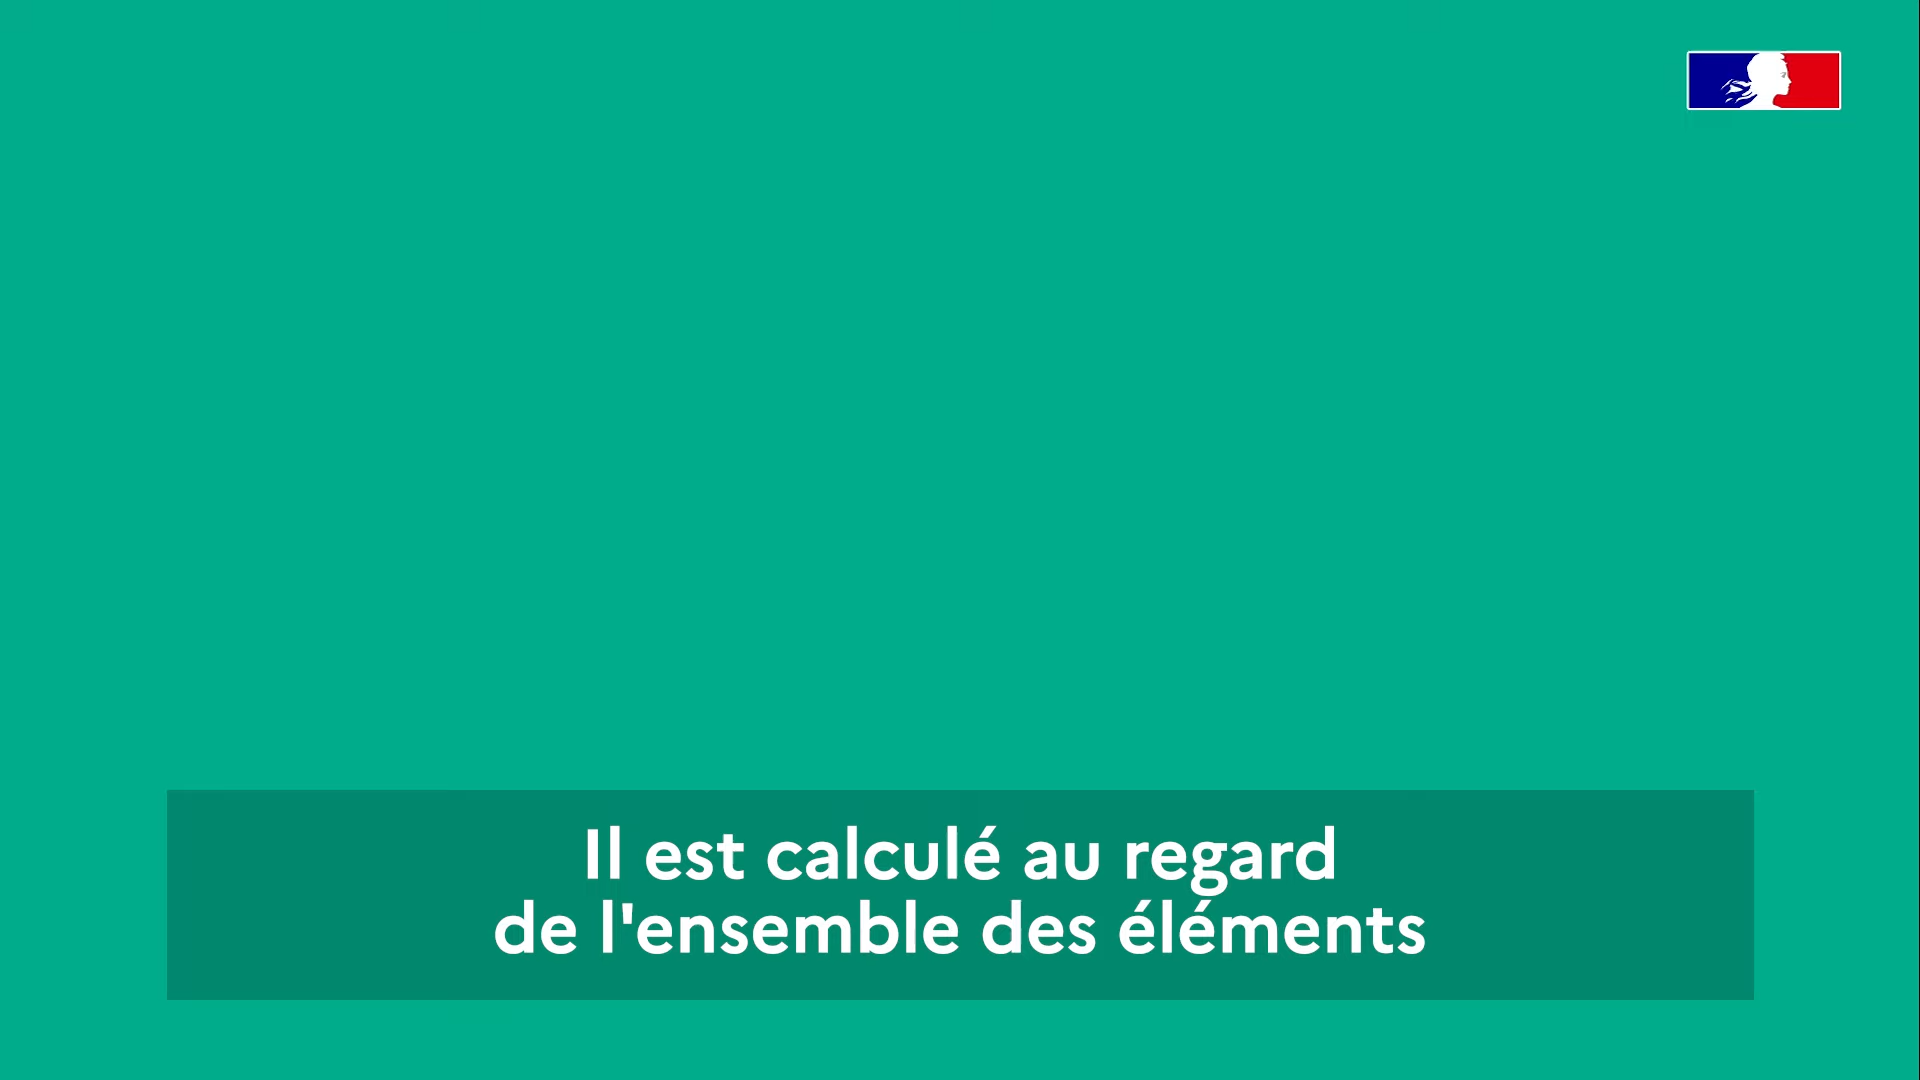 Il est calculé au regard
de l'ensemble des éléments